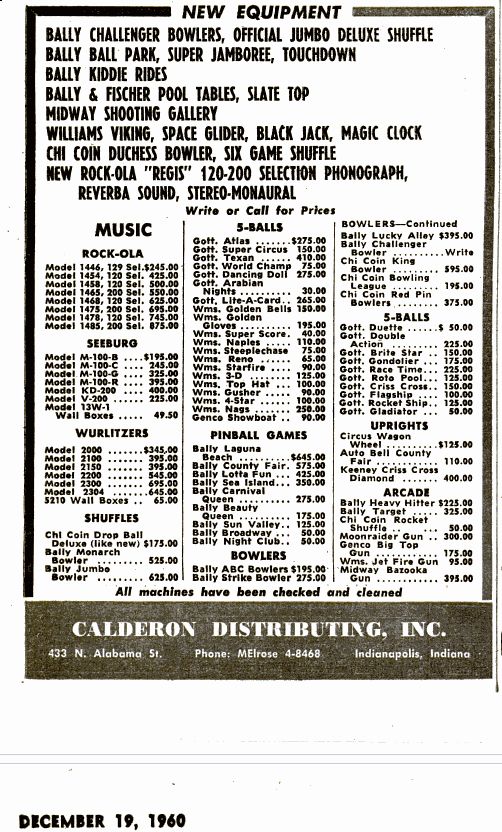 NEW EQUIPMENT
BALLY CHALLENGER BOWLERS, OFFICIAL JUMBO DELUXE SHUFFLE
BALLY BALL PARK, SUPER JAMBOREE, TOUCHDOWN
BALLY KIDDIE RIDES
BALLY & FISCHER POOL TABLES, SLATE TOP
MIDWAY SHOOTING GALLERY
WILLIAMS VIKING, SPACE GLIDER, BLACK JACK, MAGIC CLOCK
CHI COIN DUCHESS BOWLER, SIX GAME SHUFFLE
NEW ROCK-OLA "REGIS" 120-200 SELECTION PHONOGRAPH,
REVERBA SOUND, STEREO-MONAURAL
Write or Call for Prices
MUSIC
ROCK-OLA
Model 1446, 129 Sel. $245.00
Model 1454, 120 Sel. 425.00
Model 1458, 120 Sel. 500.00
Model 1465, 200 Sel. 550.00
Model 1468, 120 Sel. 625.00
Model 1475, 200 Sel. 695.00
Model 1478, 120 Sel. 745.00
Model 1485, 200 Sel. 875.00
SEEBURG
Model M-100-B .... $195.00
Model M-100-C .... 245.00
Model M-100-G .... 325.00
Model M-100-R .... 395.00
Model KD-200 .... 400.00
Model V-200 ...... 225.00
Model 13W-1
Wall Boxes ..... 49.50
WURLITZERS
Model 2000 ....... $345.00
Model 2100 ....... 395.00
Model 2150 ....... 395.00
Model 2200 ....... 545.00
Model 2300 ....... 695.00
Model 2304 ....... 645.00
5210 Wall Boxes .. 65.00
SHUFFLES
Chi Coin Drop Ball
Deluxe (like new) $175.00
Bally Monarch
Bowler ......... 525.00
Bally Jumbo
Bowler ......... 625.00
5-BALLS
Gott. Atlas ....... $275.00
Gott. Super Circus 150.00
Gott. Texan ....... 410.00
Gott. World Champ 75.00
Gott. Dancing Doll 275.00
Gott. Arabian
Nights .......... 30.00
Gott. Lite-A-Card.. 265.00
Wms. Golden Bells 150.00
Wms. Golden
Gloves .......... 195.00
Wms. Super Score. 40.00
Wms. Naples ...... 110.00
Wms. Steeplechase 75.00
Wms. Reno ....... 65.00
Wms. Starfire .... 90.00
Wms. 3-D ........ 125.00
Wms. Top Hat .... 100.00
Wms. Gusher ..... 90.00
Wms. 4-Star ...... 100.00
Wms. Nags ....... 250.00
Genco Showboat .. 90.00
PINBALL GAMES
Bally Laguna
Beach .......... $645.00
Bally County Fair. 575.00
Bally Lotta Fun ... 425.00
Bally Sea Island... 350.00
Bally Carnival
Queen .......... 275.00
Bally Beauty
Queen .......... 175.00
Bally Sun Valley.. 125.00
Bally Broadway ... 50.00
Bally Night Club.. 50.00
BOWLERS
Bally ABC Bowlers $195.00
Bally Strike Bowler 275.00
BOWLERS—Continued
Bally Lucky Alley $395.00
Bally Challenger
Bowler ......... Write
Chi Coin King
Bowler ......... 595.00
Chi Coin Bowling
League ......... 195.00
Chi Coin Red Pin
Bowlers ........ 375.00
5-BALLS
Gott. Duette ...... $ 50.00
Gott. Double
Action ......... 225.00
Gott. Brite Star .. 150.00
Gott. Gondolier .. 175.00
Gott. Race Time... 225.00
Gott. Roto Pool... 125.00
Gott. Criss Cross.. 150.00
Gott. Flagship .... 100.00
Gott. Rocket Ship.. 125.00
Gott. Gladiator ... 50.00
UPRIGHTS
Circus Wagon
Wheel .......... $125.00
Auto Bell County
Fair ............ 110.00
Keeney Criss Cross
Diamond ....... 400.00
ARCADE
Bally Heavy Hitter $225.00
Bally Target ..... 325.00
Chi Coin Rocket
Shuffle ......... 50.00
Moonraider Gun .. 300.00
Genco Big Top
Gun ............ 175.00
Wms. Jet Fire Gun 95.00
Midway Bazooka
Gun ............ 395.00
All machines have been checked and cleaned
CALDERON DISTRIBUTING, INC.
433 N. Alabama St. Phone: MElrose 4-8468 Indianapolis, Indiana
DECEMBER 19, 1960